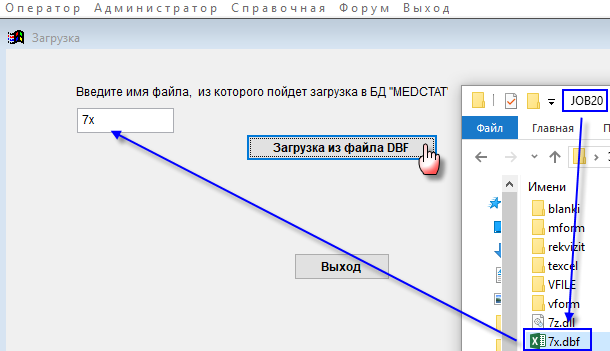 Оператор Администратор Справочная Форум Выход
Загрузка
Введите имя файла, из которого пойдет загрузка в БД "MEDCTAT"
7x
Загрузка из файла DBF
Выход
JOB20
Файл
Главная
Имени
blanki
mform
rekvizit
texcel
VFILE
vform
7z.dll
7x.dbf